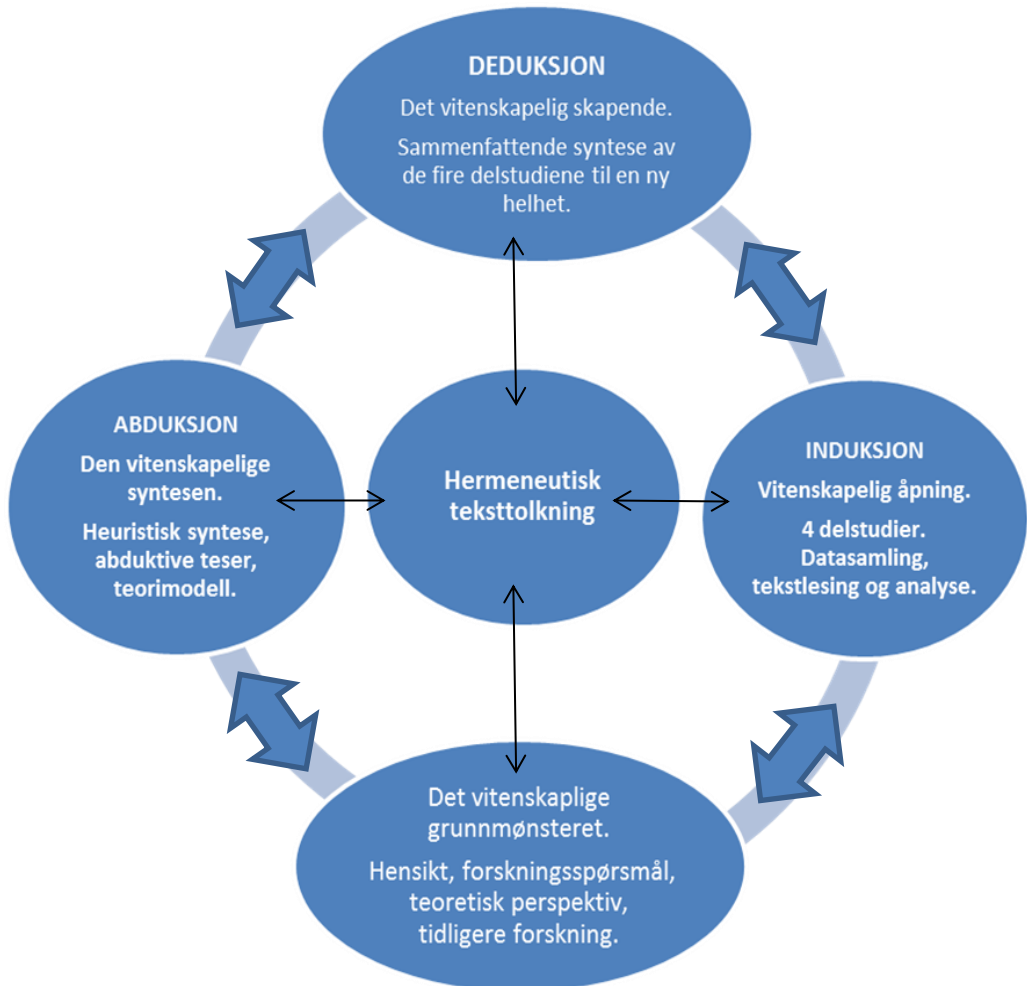 DEDUKSJON
Det vitenskapelig skapende.
Sammenfattende syntese av
de fire delstudiene til en ny
helhet.
ABDUKSJON
Den vitenskapelige
syntesen.
Heuristisk syntese,
abduktive teser,
teorimodell.
Hermeneutisk
teksttolkning
INDUKSJON
Vitenskapelig åpning.
4 delstudier.
Datasamling,
tekstlesing og analyse.
Det vitenskaplige
grunnmønsteret.
Hensikt, forskningsspørsmål,
teoretisk perspektiv,
tidligere forskning.